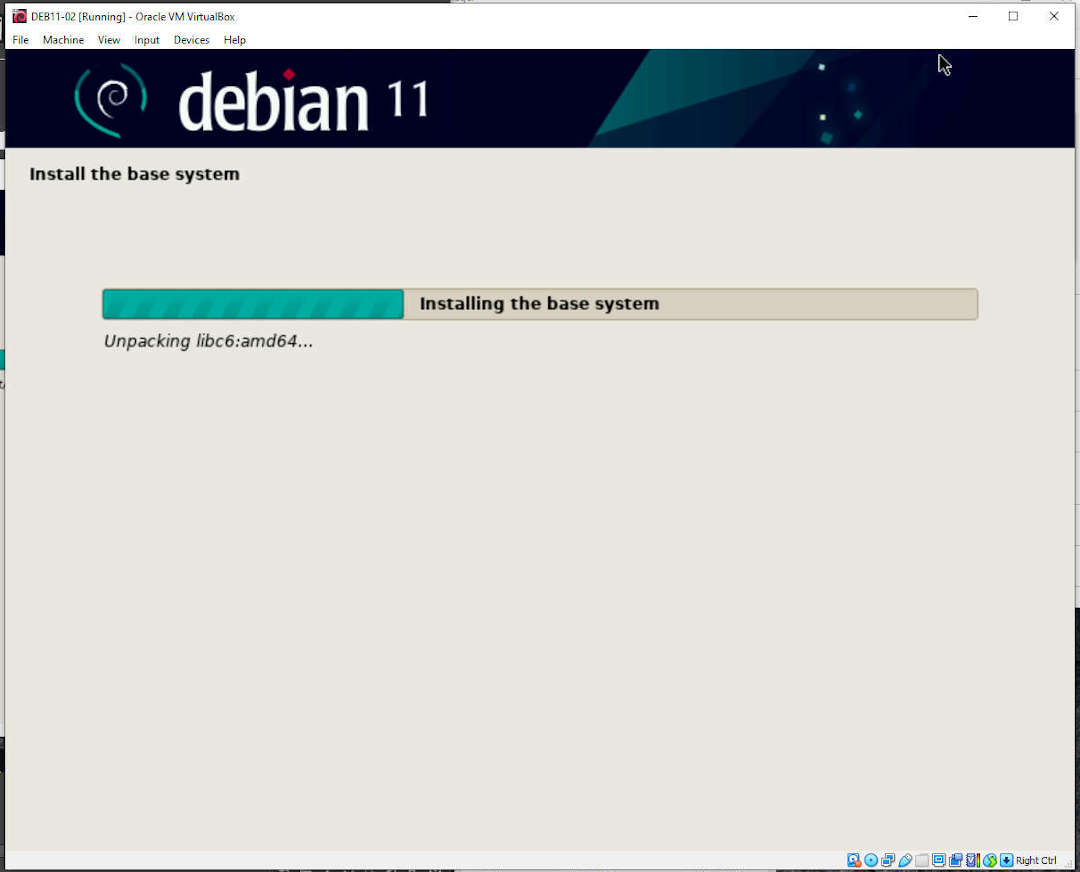 DEB11-02 [Running] - Oracle VM VirtualBox
File Machine View Input Devices Help
debian 11
Install the base system
Installing the base system
Unpacking libc6:amd64...
Right Ctrl